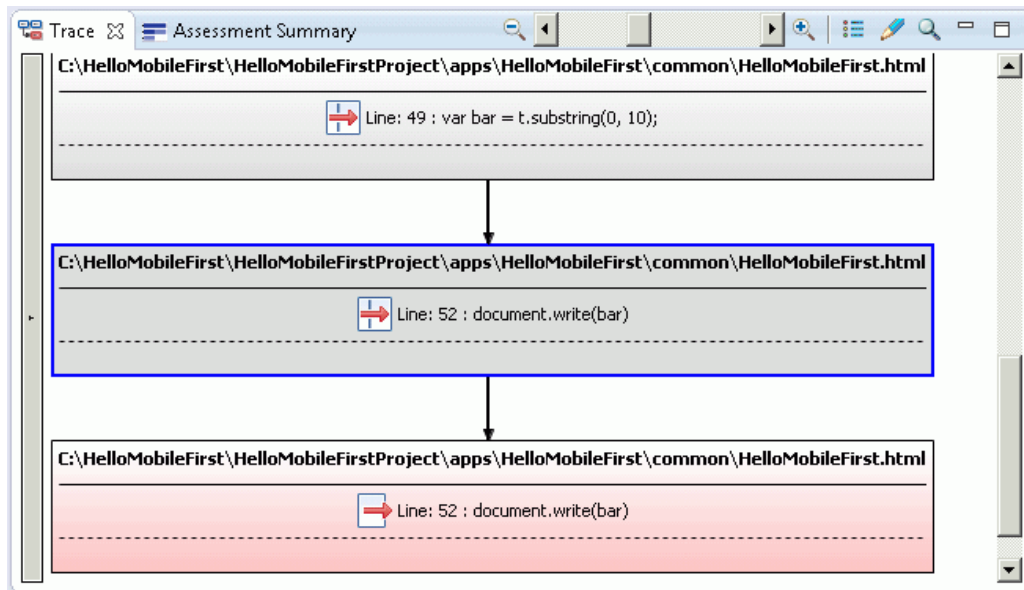 Trace
Assessment Summary
C:\HelloMobileFirst\HelloMobileFirstProject\apps\HelloMobileFirst\common\HelloMobileFirst.html
Line: 49 : var bar = t.substring(0, 10);
C:\HelloMobileFirst\HelloMobileFirstProject\apps\HelloMobileFirst\common\HelloMobileFirst.html
Line: 52 : document.write(bar)
C:\HelloMobileFirst\HelloMobileFirstProject\apps\HelloMobileFirst\common\HelloMobileFirst.html
Line: 52 : document.write(bar)